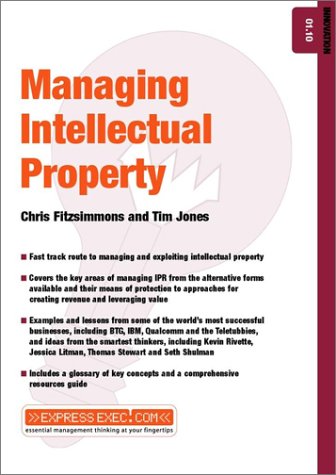 INNOVATION
01.10
Managing
Intellectual
Property
Chris Fitzsimmons and Tim Jones
■ Fast track route to managing and exploiting intellectual property
■ Covers the key areas of managing IPR from the alternative forms
available and their means of protection to approaches for
creating revenue and leveraging value
■ Examples and lessons from some of the world's most successful
businesses, including BTG, IBM, Qualcomm and the Teletubbies,
and ideas from the smartest thinkers, including Kevin Rivette,
Jessica Litman, Thomas Stewart and Seth Shulman
■ Includes a glossary of key concepts and a comprehensive
resources guide
>> EXPRESS EXEC.COM <<
essential management thinking at your fingertips